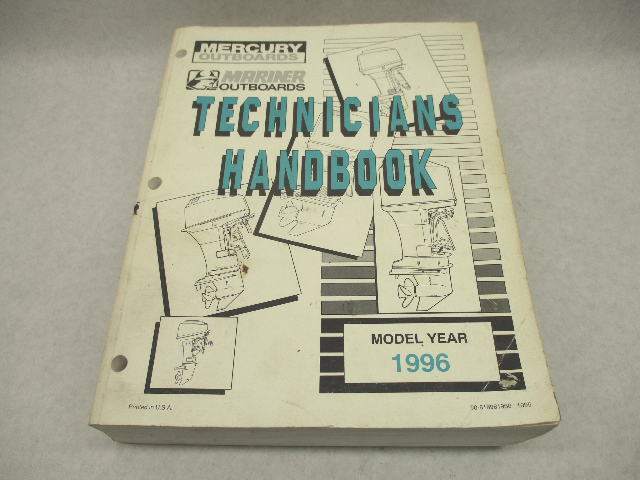 MERCURY
OUTBOARDS
MARINER
OUTBOARDS
TECHNICIANS
HANDBOOK
MODEL YEAR
1996
Printed in U.S.A.